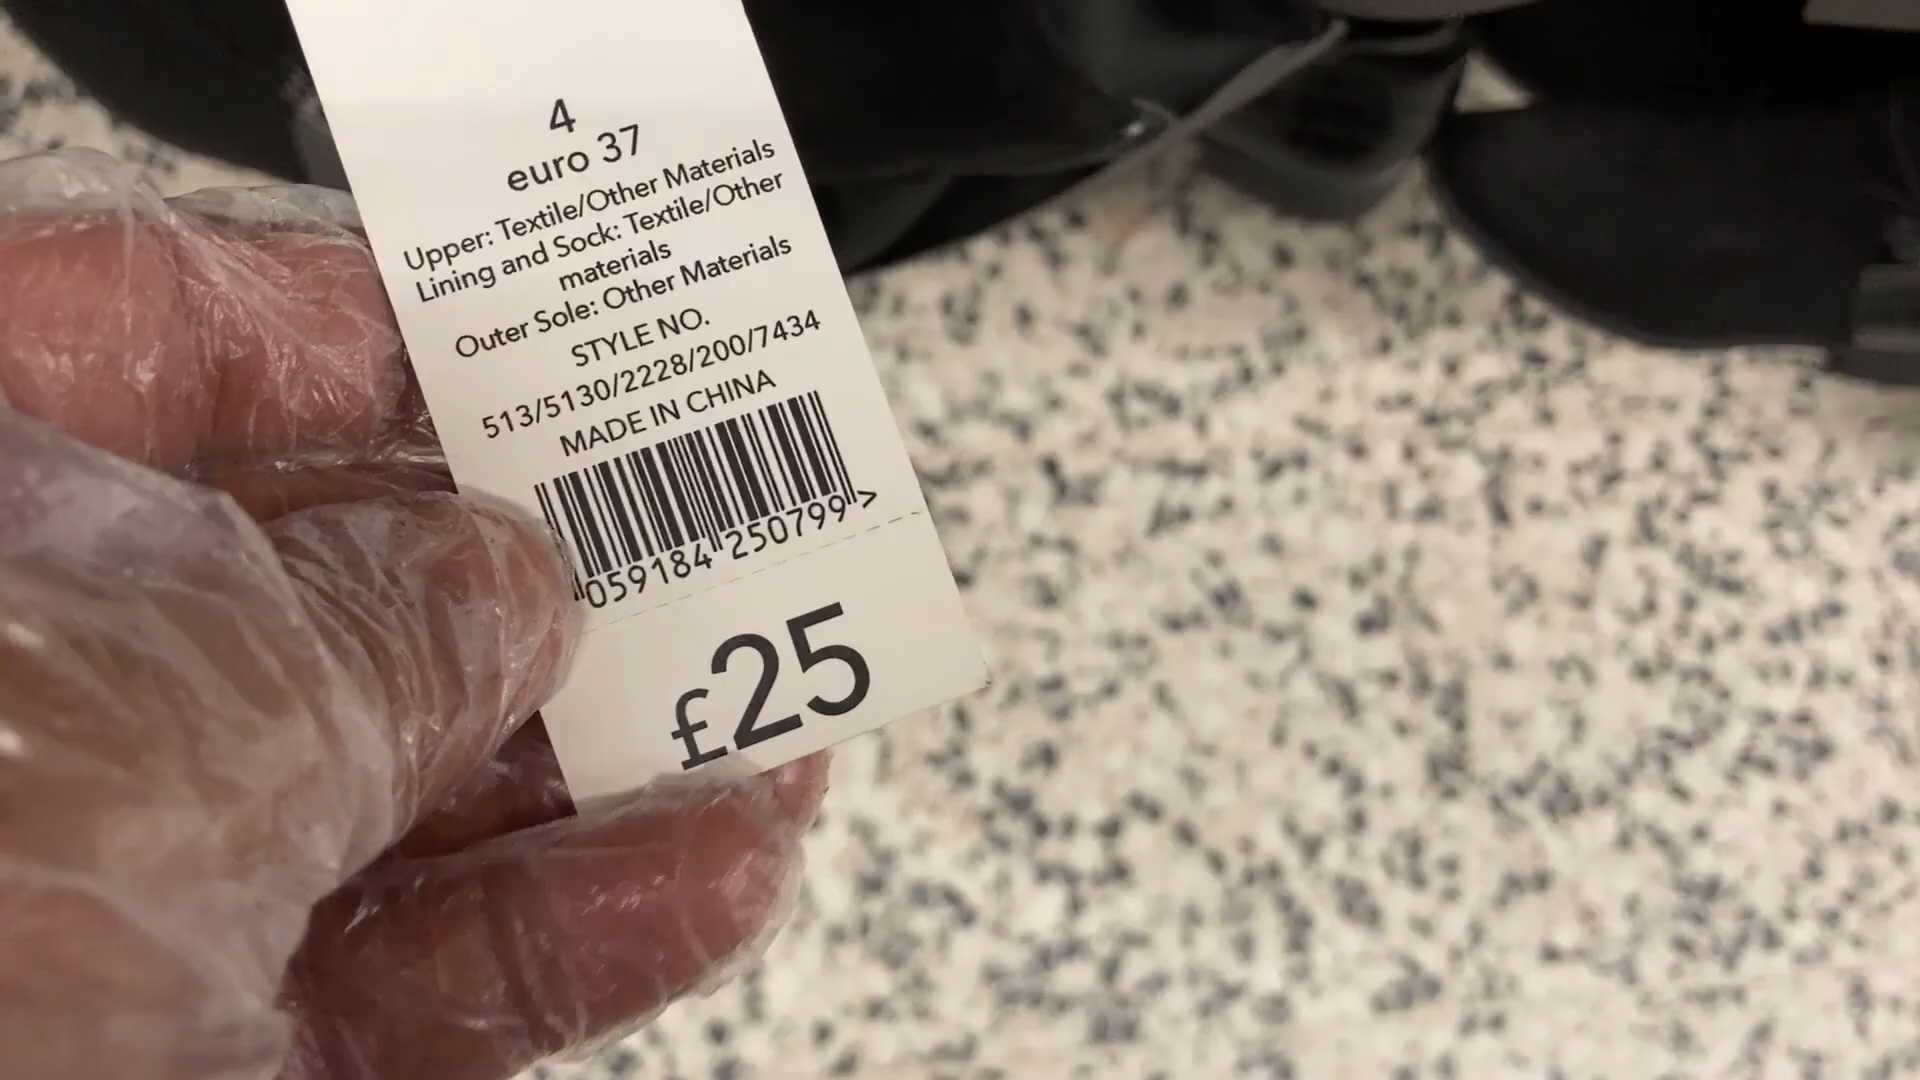 4
euro 37
Upper: Textile/Other Materials
Lining and Sock: Textile/Other
materials
Outer Sole: Other Materials
STYLE NO.
513/5130/2228/200/7434
MADE IN CHINA
059184 250799 >
£25